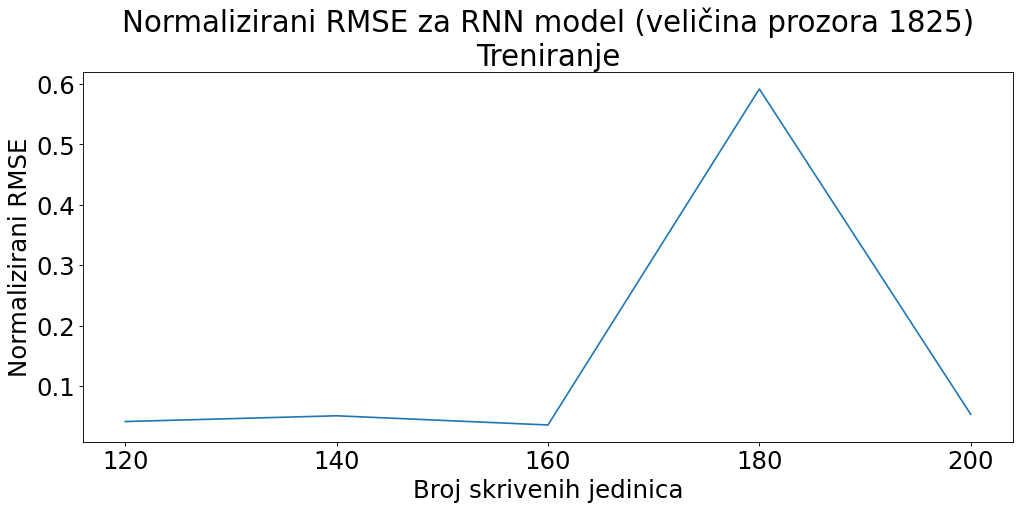 Normalizirani RMSE za RNN model (veličina prozora 1825)
Treniranje
Normalizirani RMSE
0.6
0.5
0.4
0.3
0.2
0.1
120 140 160 180 200
Broj skrivenih jedinica